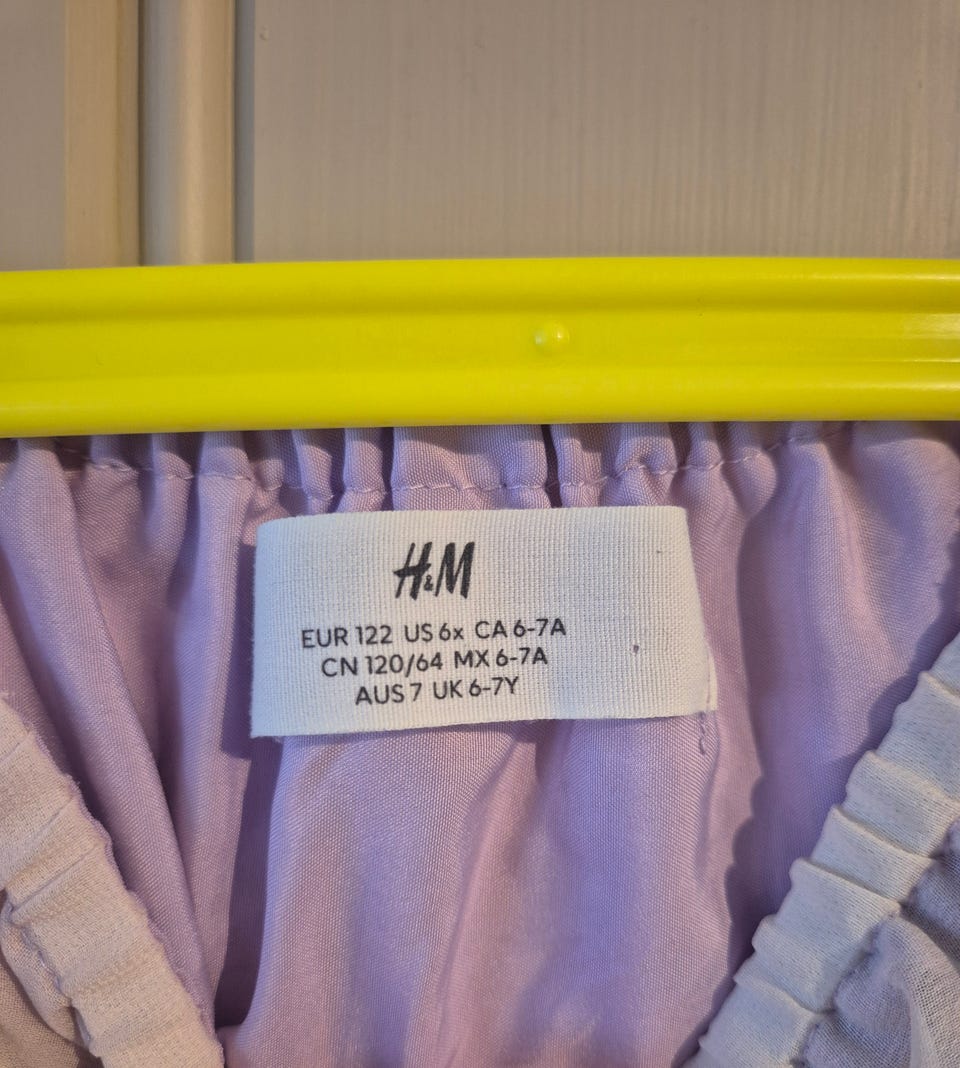 H&M
EUR 122 US 6x CA 6-7A
CN 120/64 MX 6-7A
AUS 7 UK 6-7Y